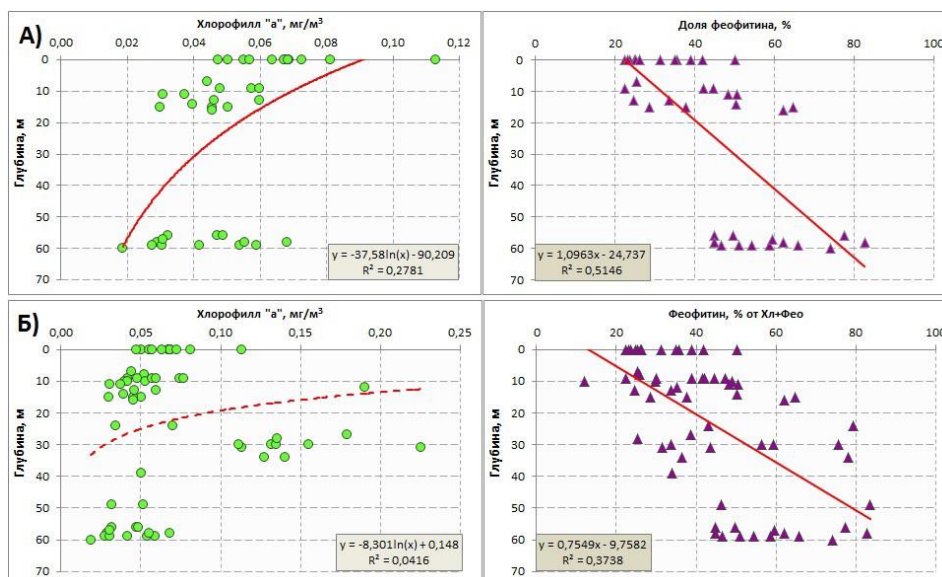 А)
Хлорофилл "а", мг/м³
0,00 0,02 0,04 0,06 0,08 0,10 0,12
Глубина, м
0
10
20
30
40
50
60
70
y = -37,58ln(x) - 90,209
R² = 0,2781
Доля феофитина, %
0 20 40 60 80 100
Глубина, м
0
10
20
30
40
50
60
70
y = 1,0963x - 24,737
R² = 0,5146
Б)
Хлорофилл "а", мг/м³
0,00 0,05 0,10 0,15 0,20 0,25
Глубина, м
0
10
20
30
40
50
60
70
y = -8,301ln(x) + 0,148
R² = 0,0416
Феофитин, % от Хл+Фео
0 20 40 60 80 100
Глубина, м
0
10
20
30
40
50
60
70
y = 0,7549x - 9,7582
R² = 0,3738